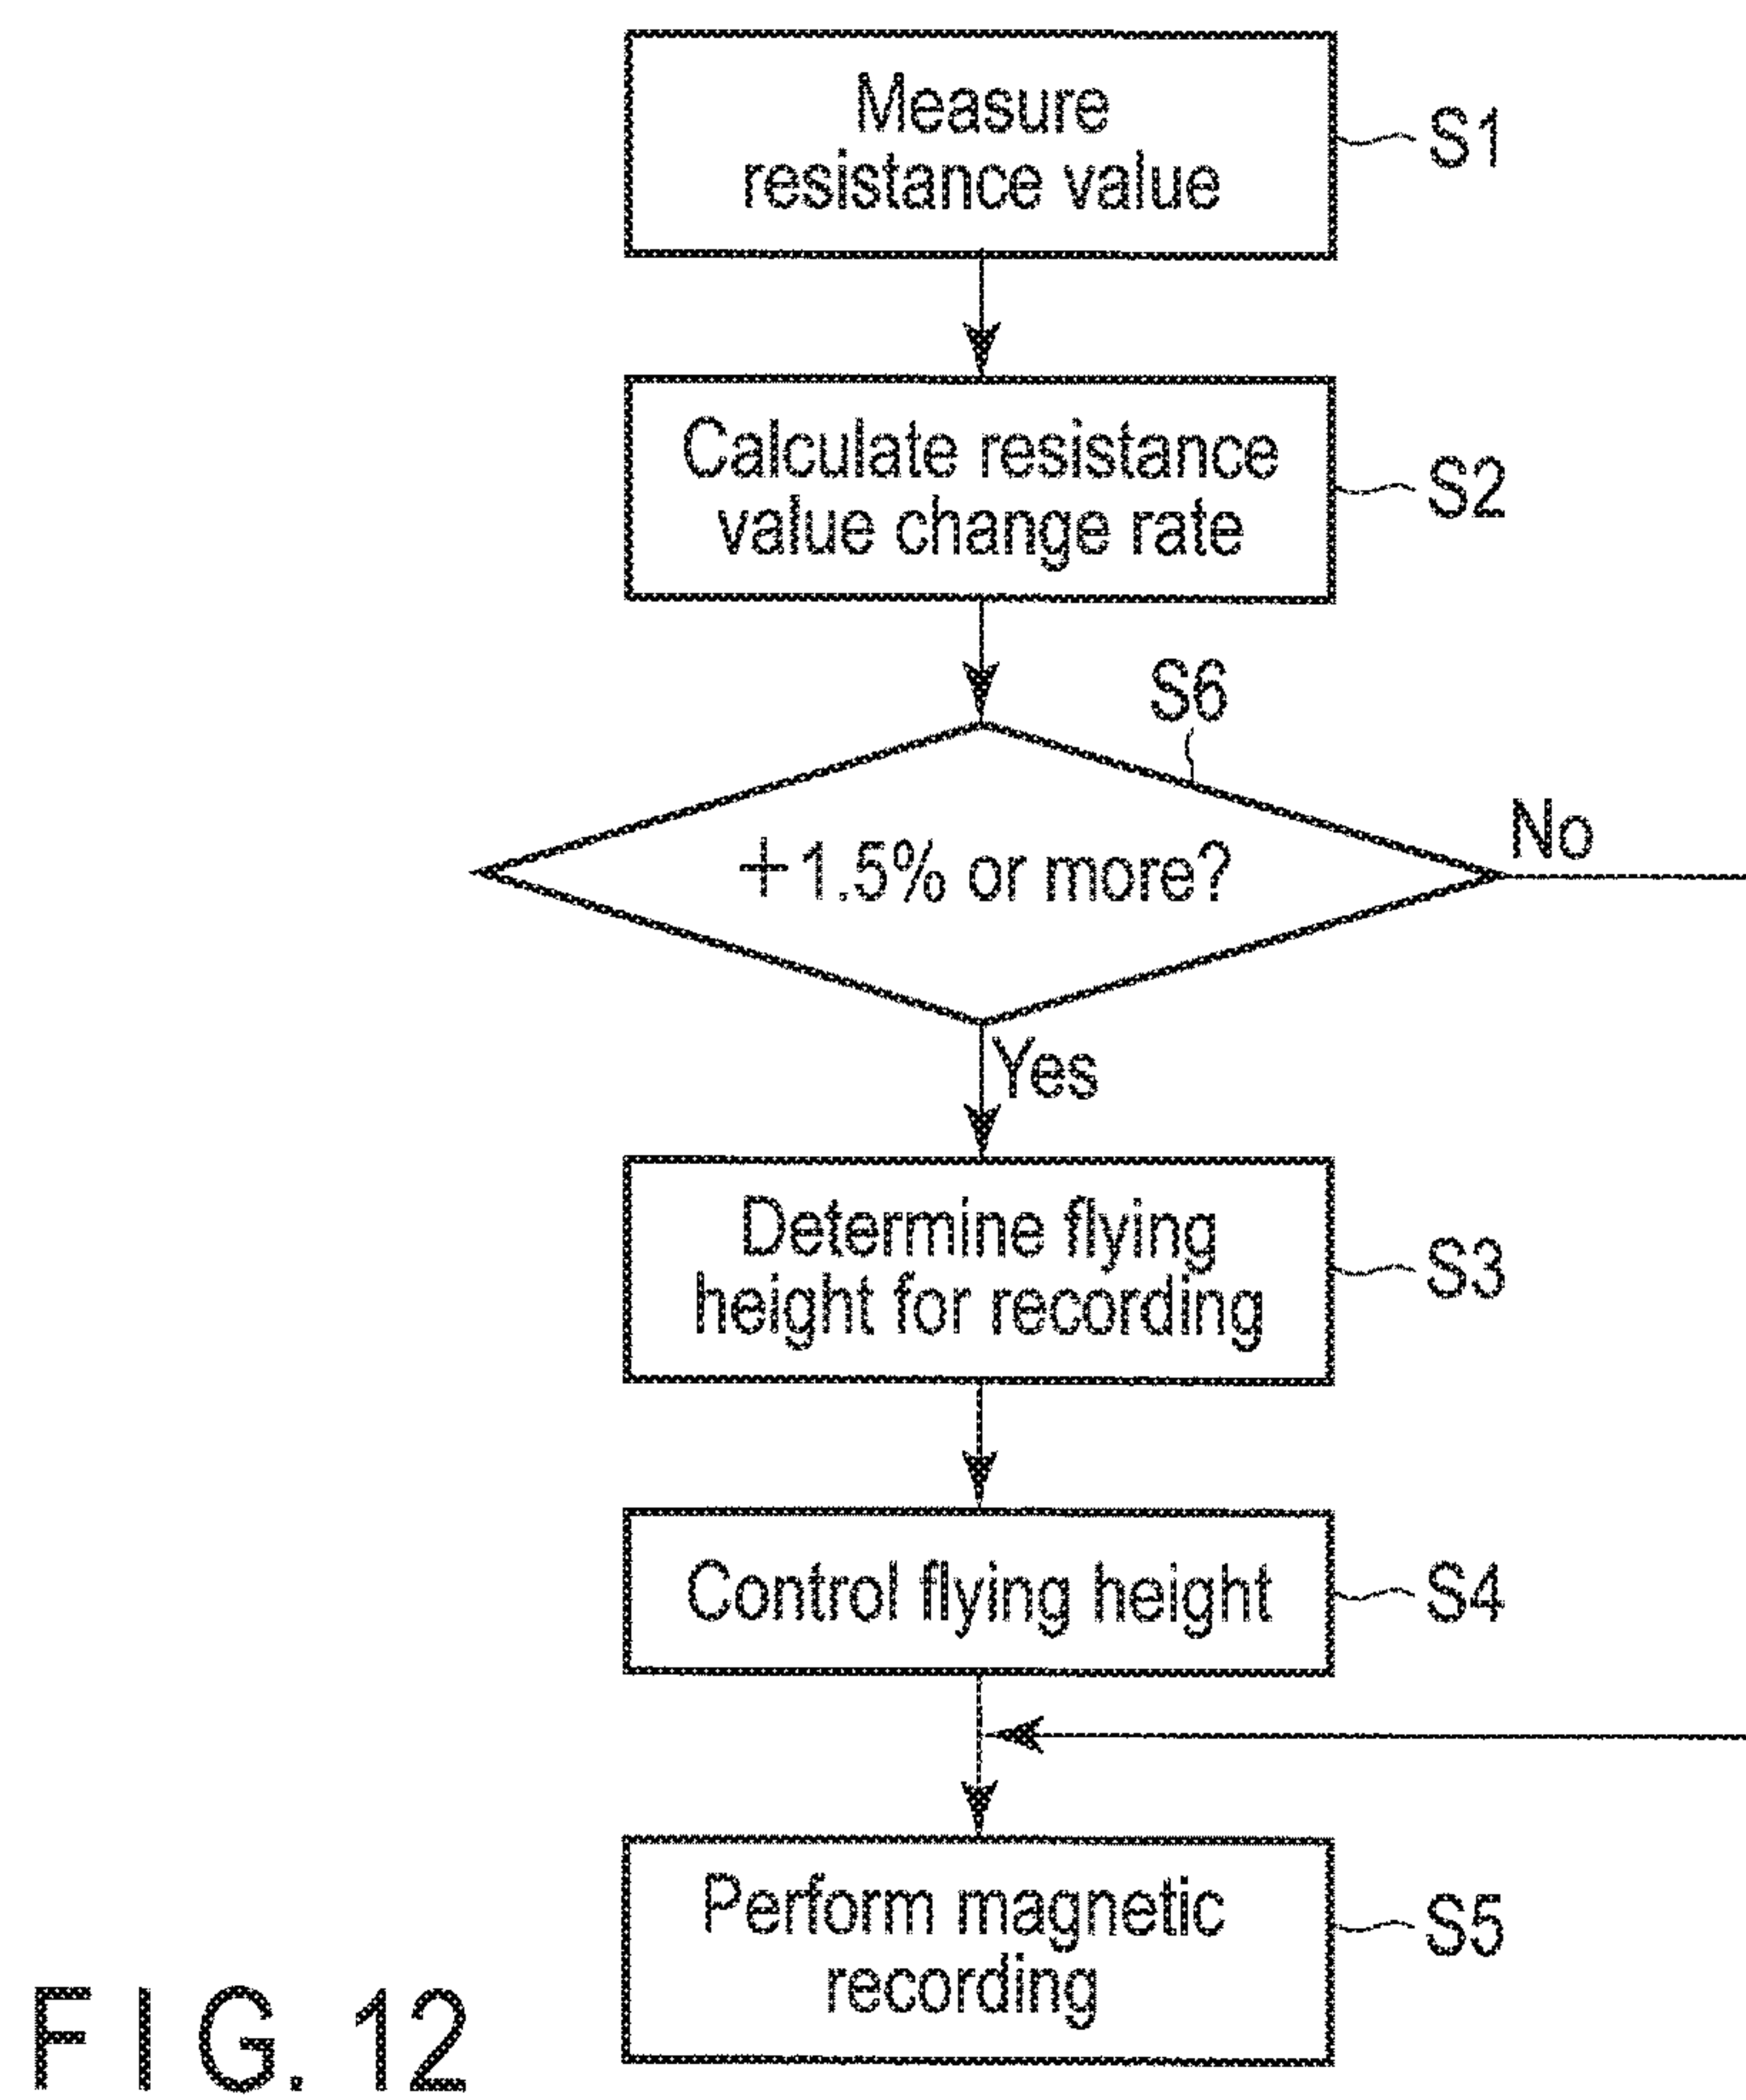 Measure
resistance value
S1
Calculate resistance
value change rate
S2
S6
+1.5% or more?
No
Yes
Determine flying
height for recording
S3
Control flying height
S4
Perform magnetic
recording
S5
FIG. 12